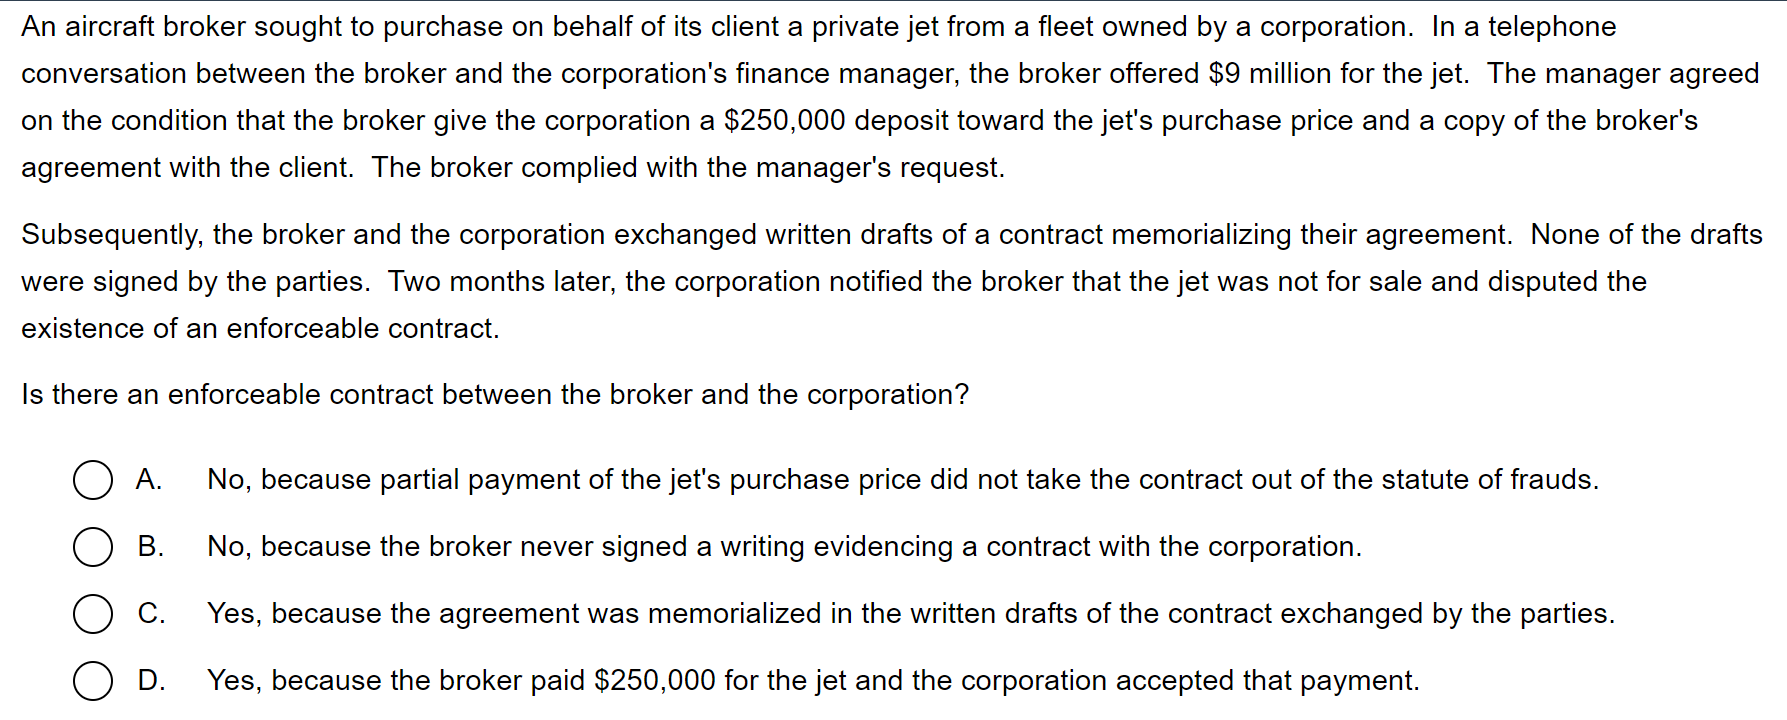 An aircraft broker sought to purchase on behalf of its client a private jet from a fleet owned by a corporation.  In a telephone
conversation between the broker and the corporation's finance manager, the broker offered $9 million for the jet.  The manager agreed
on the condition that the broker give the corporation a $250,000 deposit toward the jet's purchase price and a copy of the broker's
agreement with the client.  The broker complied with the manager's request.
Subsequently, the broker and the corporation exchanged written drafts of a contract memorializing their agreement.  None of the drafts
were signed by the parties.  Two months later, the corporation notified the broker that the jet was not for sale and disputed the
existence of an enforceable contract.
Is there an enforceable contract between the broker and the corporation?
A. No, because partial payment of the jet's purchase price did not take the contract out of the statute of frauds.
B. No, because the broker never signed a writing evidencing a contract with the corporation.
C. Yes, because the agreement was memorialized in the written drafts of the contract exchanged by the parties.
D. Yes, because the broker paid $250,000 for the jet and the corporation accepted that payment.